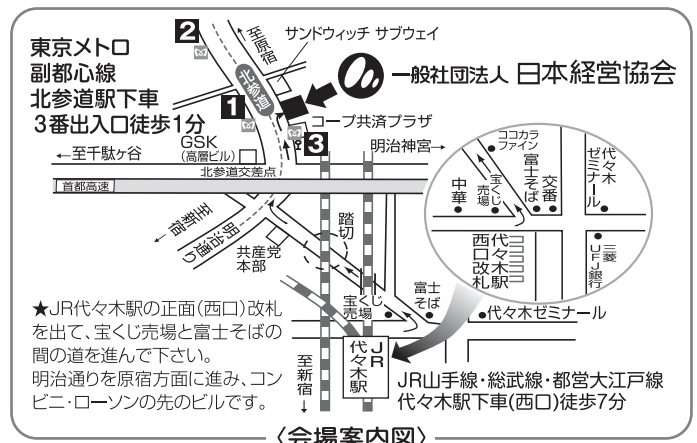 東京メトロ
副都心線
北参道駅下車
3番出入口徒歩1分
2
至原宿
サンドウィッチ サブウェイ
北参道
一般社団法人 日本経営協会
1
コープ共済プラザ
3
GSK
(高層ビル)
←至千駄ヶ谷
明治神宮→
北参道交差点
首都高速
至新宿
明治通り
共産党
本部
踏切
宝くじ
売場
富士
そば
代々木ゼミナール
JR
代々木駅
至新宿
ココカラ
ファイン
中華
宝くじ
売場
富士そば
交番
代々木
ゼミナール
代々木駅
西口改札
三菱
UFJ銀行
★JR代々木駅の正面(西口)改札
を出て、宝くじ売場と富士そばの
間の道を進んで下さい。
明治通りを原宿方面に進み、コン
ビニ・ローソンの先のビルです。
JR山手線・総武線・都営大江戸線
代々木駅下車(西口)徒歩7分
〈会場案内図〉